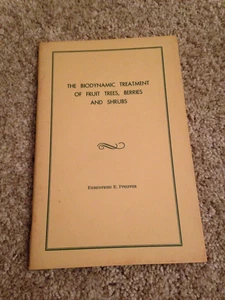 THE BIODYNAMIC TREATMENT
OF FRUIT TREES, BERRIES
AND SHRUBS
EHRENFRIED E. PFEIFFER